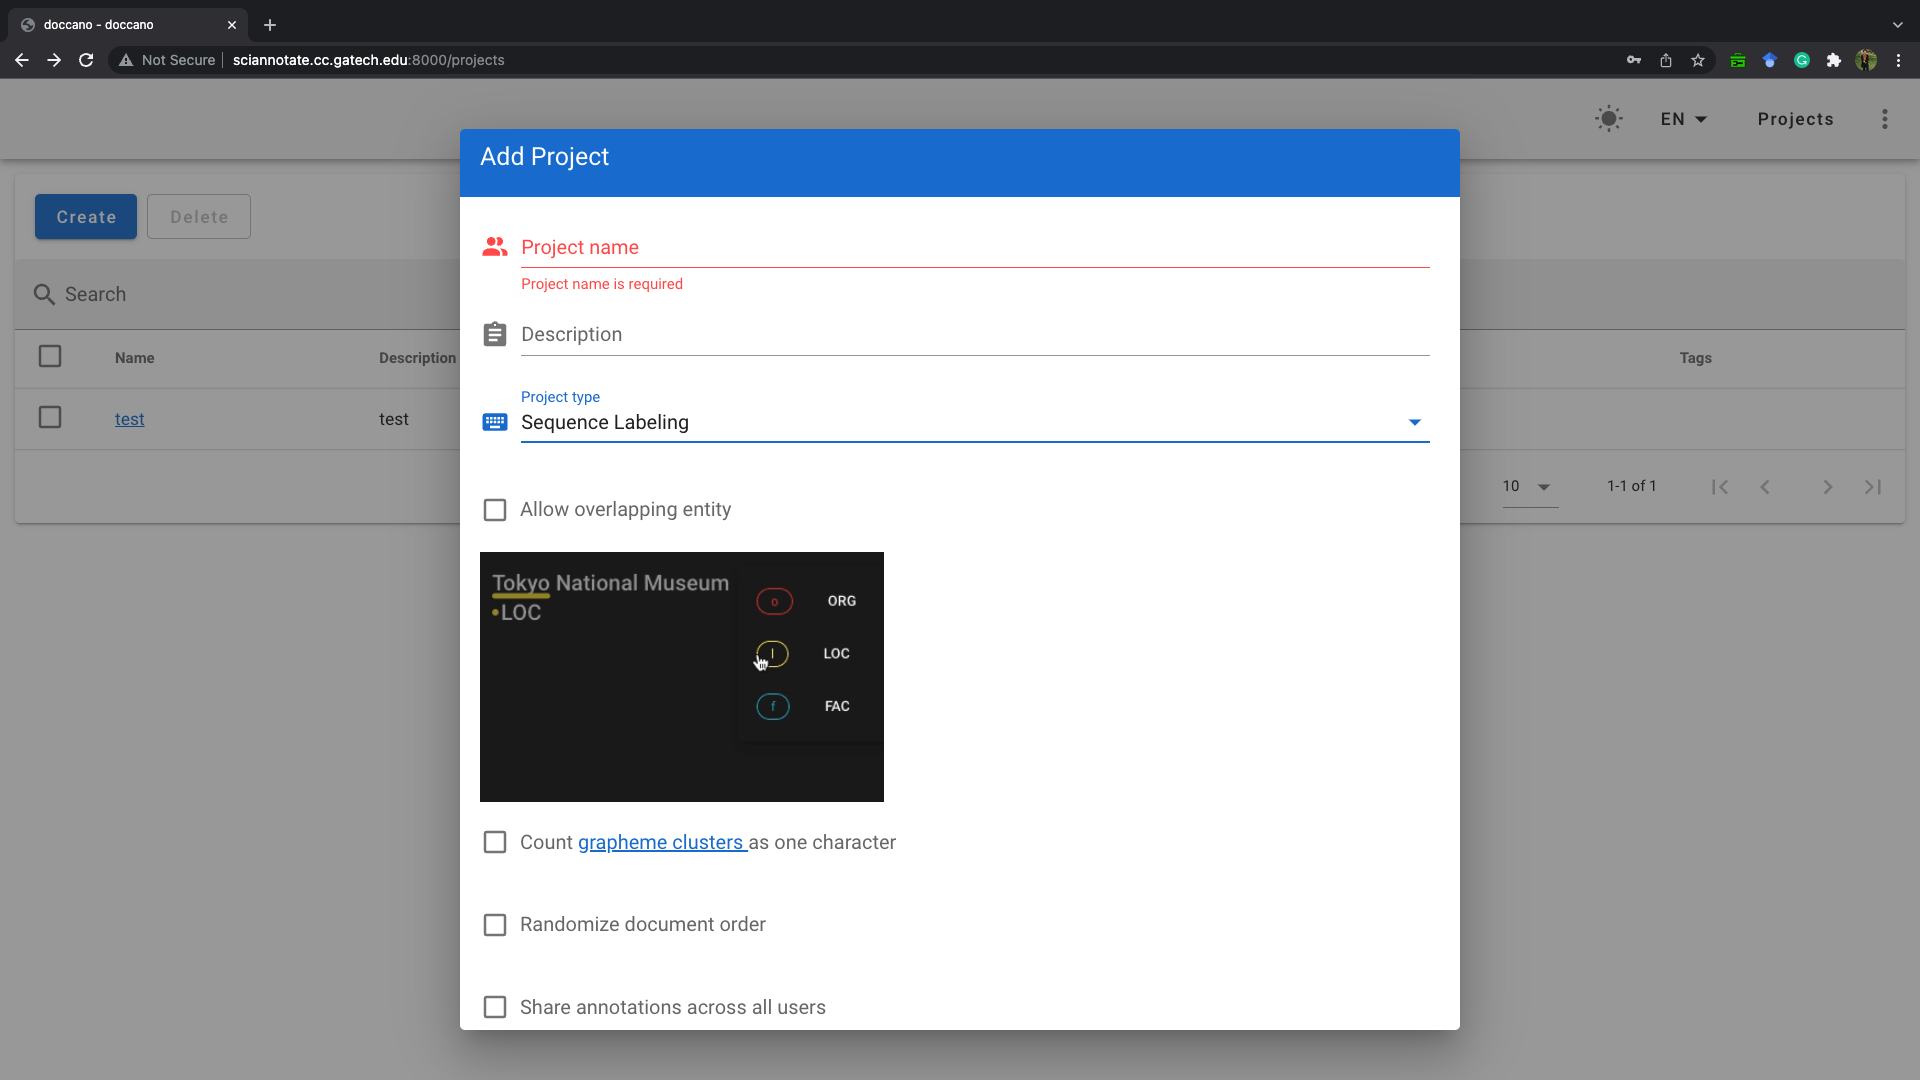 doccano - doccano
Not Secure sciannotate.cc.gatech.edu:8000/projects
EN Projects
Add Project
Create Delete
Project name
Project name is required
Search
Description
Name Description Tags
Project type
Sequence Labeling
test test
10 1-1 of 1
Allow overlapping entity
Tokyo National Museum
•LOC
o ORG
l LOC
f FAC
Count grapheme clusters as one character
Randomize document order
Share annotations across all users